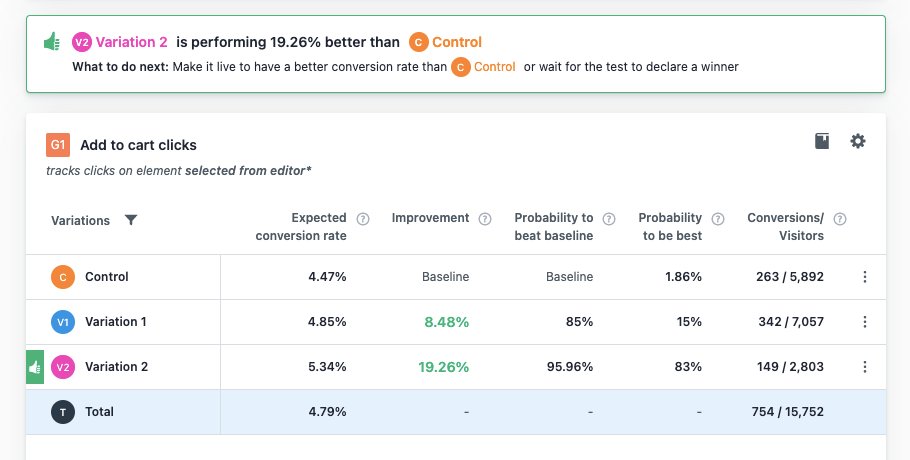 V2 Variation 2 is performing 19.26% better than C Control
What to do next: Make it live to have a better conversion rate than C Control or wait for the test to declare a winner
G1 Add to cart clicks
tracks clicks on element selected from editor*
Variations Expected conversion rate ? Improvement ? Probability to beat baseline ? Probability to be best ? Conversions/ Visitors ?
C Control 4.47% Baseline Baseline 1.86% 263 / 5,892
V1 Variation 1 4.85% 8.48% 85% 15% 342 / 7,057
V2 Variation 2 5.34% 19.26% 95.96% 83% 149 / 2,803
T Total 4.79% - - - 754 / 15,752